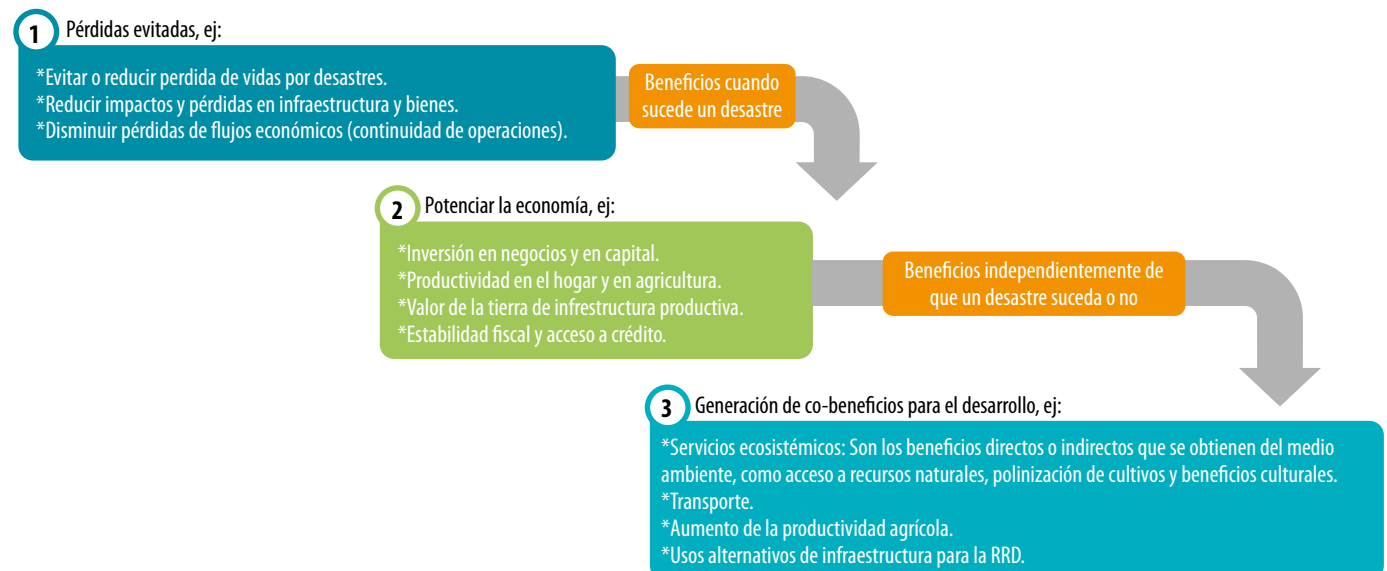 1 Pérdidas evitadas, ej:
*Evitar o reducir perdida de vidas por desastres.
*Reducir impactos y pérdidas en infraestructura y bienes.
*Disminuir pérdidas de flujos económicos (continuidad de operaciones).
Beneficios cuando
sucede un desastre
2 Potenciar la economía, ej:
*Inversión en negocios y en capital.
*Productividad en el hogar y en agricultura.
*Valor de la tierra de infrestructura productiva.
*Estabilidad fiscal y acceso a crédito.
Beneficios independientemente de
que un desastre suceda o no
3 Generación de co-beneficios para el desarrollo, ej:
*Servicios ecosistémicos: Son los beneficios directos o indirectos que se obtienen del medio
ambiente, como acceso a recursos naturales, polinización de cultivos y beneficios culturales.
*Transporte.
*Aumento de la productividad agrícola.
*Usos alternativos de infraestructura para la RRD.